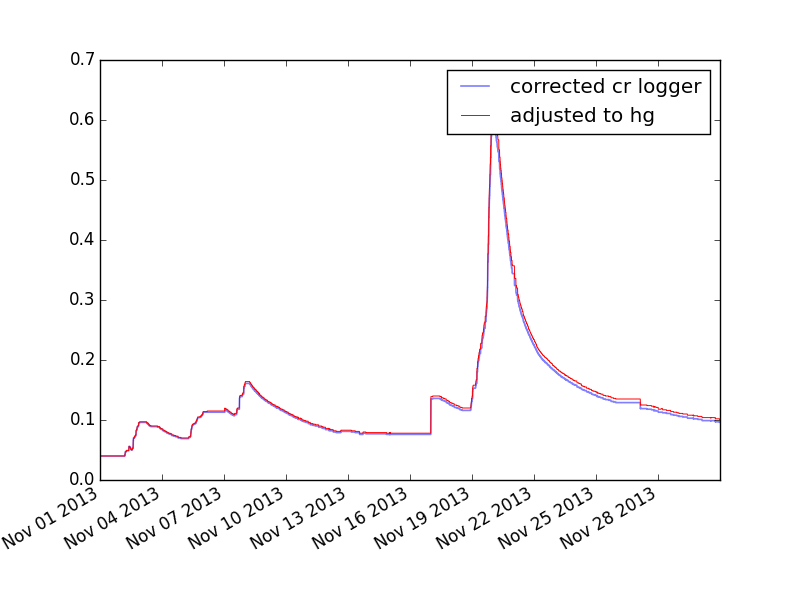 0.7
0.6
0.5
0.4
0.3
0.2
0.1
0.0
corrected cr logger
adjusted to hg
Nov 01 2013
Nov 04 2013
Nov 07 2013
Nov 10 2013
Nov 13 2013
Nov 16 2013
Nov 19 2013
Nov 22 2013
Nov 25 2013
Nov 28 2013